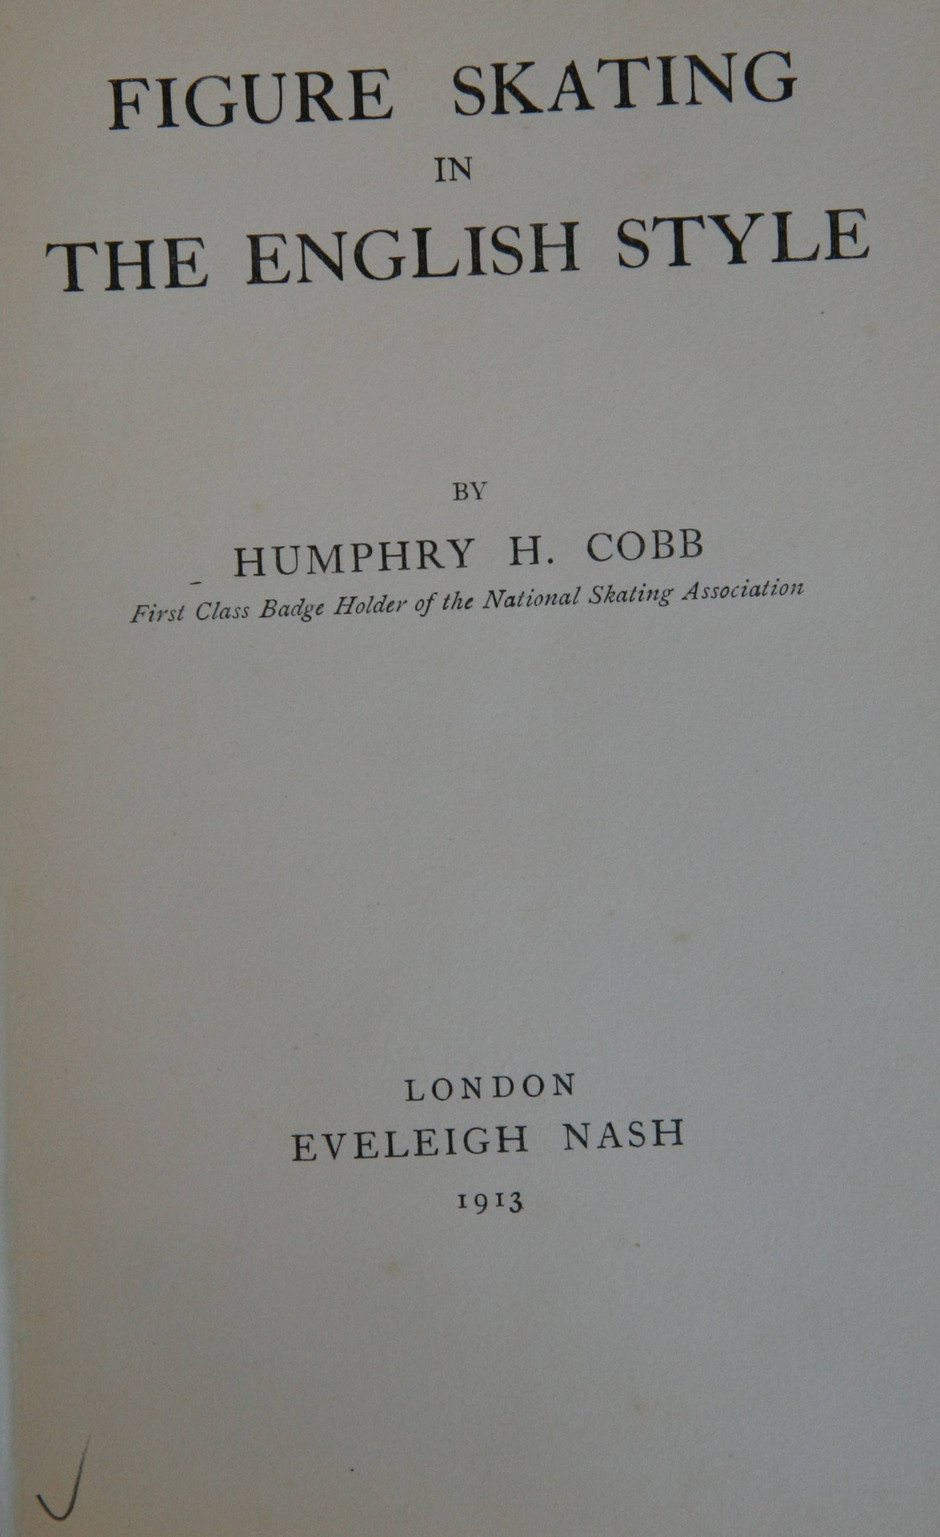 FIGURE SKATING
IN
THE ENGLISH STYLE
BY
HUMPHRY H. COBB
First Class Badge Holder of the National Skating Association
LONDON
EVELEIGH NASH
1913